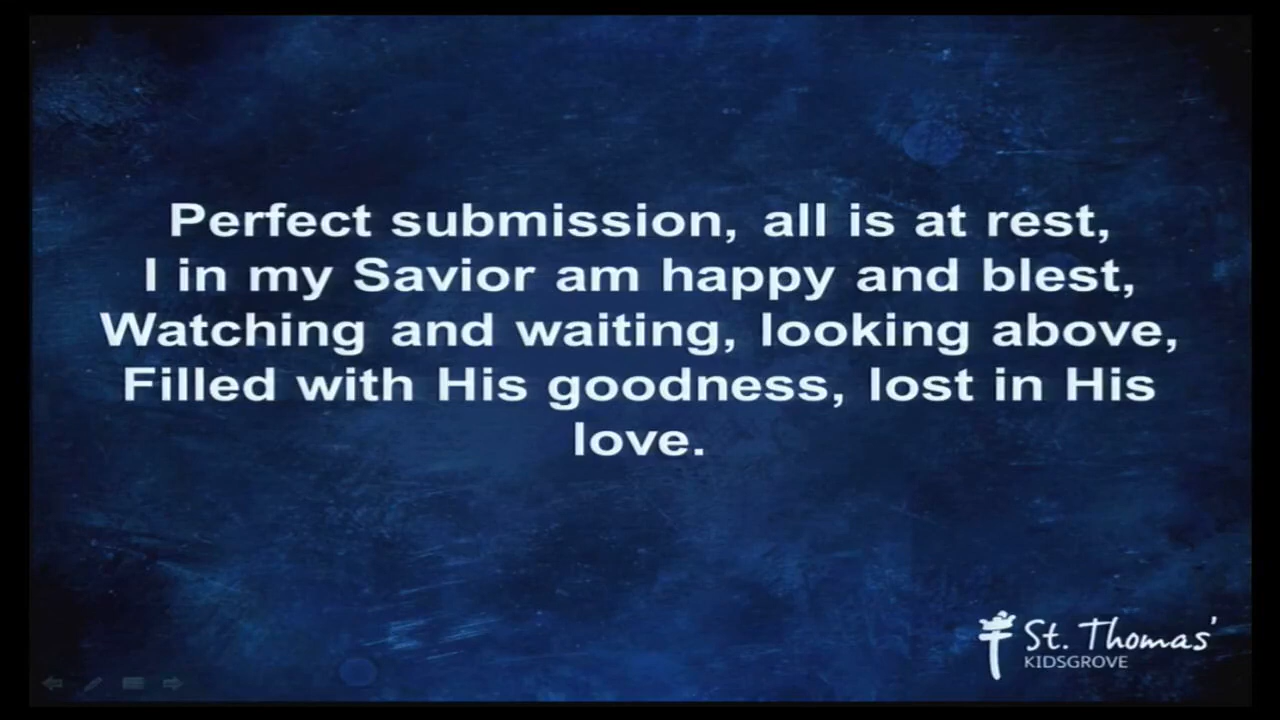 Perfect submission, all is at rest,
I in my Savior am happy and blest,
Watching and waiting, looking above,
Filled with His goodness, lost in His
love.
St. Thomas'
KIDSGROVE